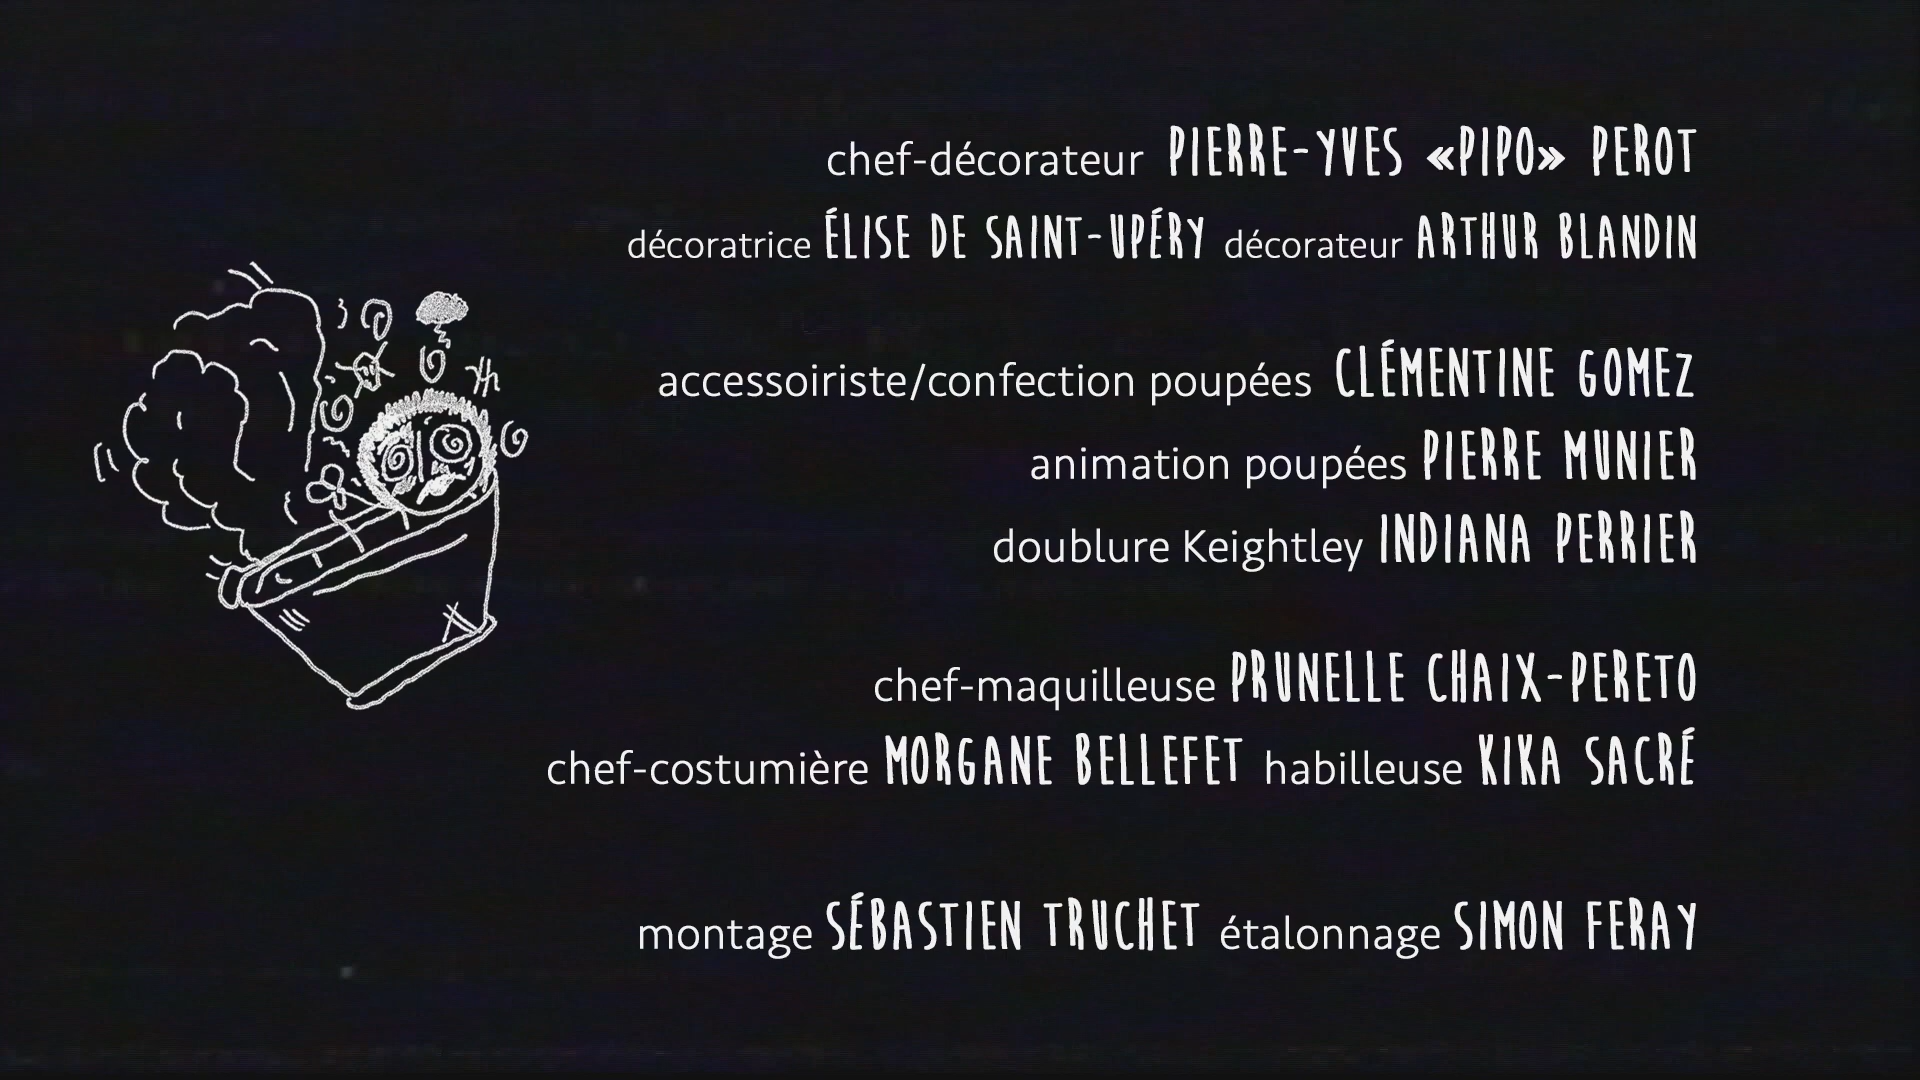 chef-décorateur PIERRE-YVES «PIPO» PEROT
décoratrice ÉLISE DE SAINT-UPÉRY décorateur ARTHUR BLANDIN
accessoiriste/confection poupées CLÉMENTINE GOMEZ
animation poupées PIERRE MUNIER
doublure Keightley INDIANA PERRIER
chef-maquilleuse PRUNELLE CHAIX-PERETO
chef-costumière MORGANE BELLEFET habilleuse KIKA SACRÉ
montage SÉBASTIEN TRUCHET étalonnage SIMON FERAY